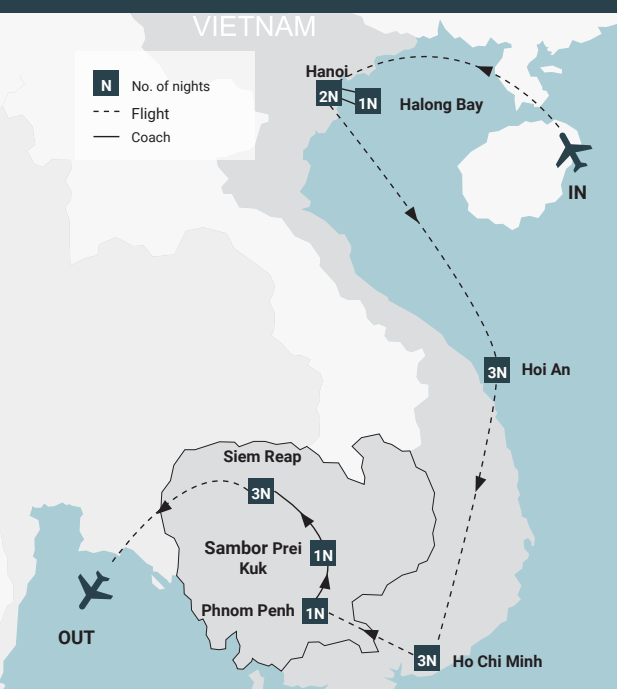 VIETNAM
N No. of nights
Flight
Coach
Hanoi
2N
1N Halong Bay
IN
3N Hoi An
Siem Reap
3N
Sambor Prei
Kuk
1N
Phnom Penh 1N
OUT
3N Ho Chi Minh